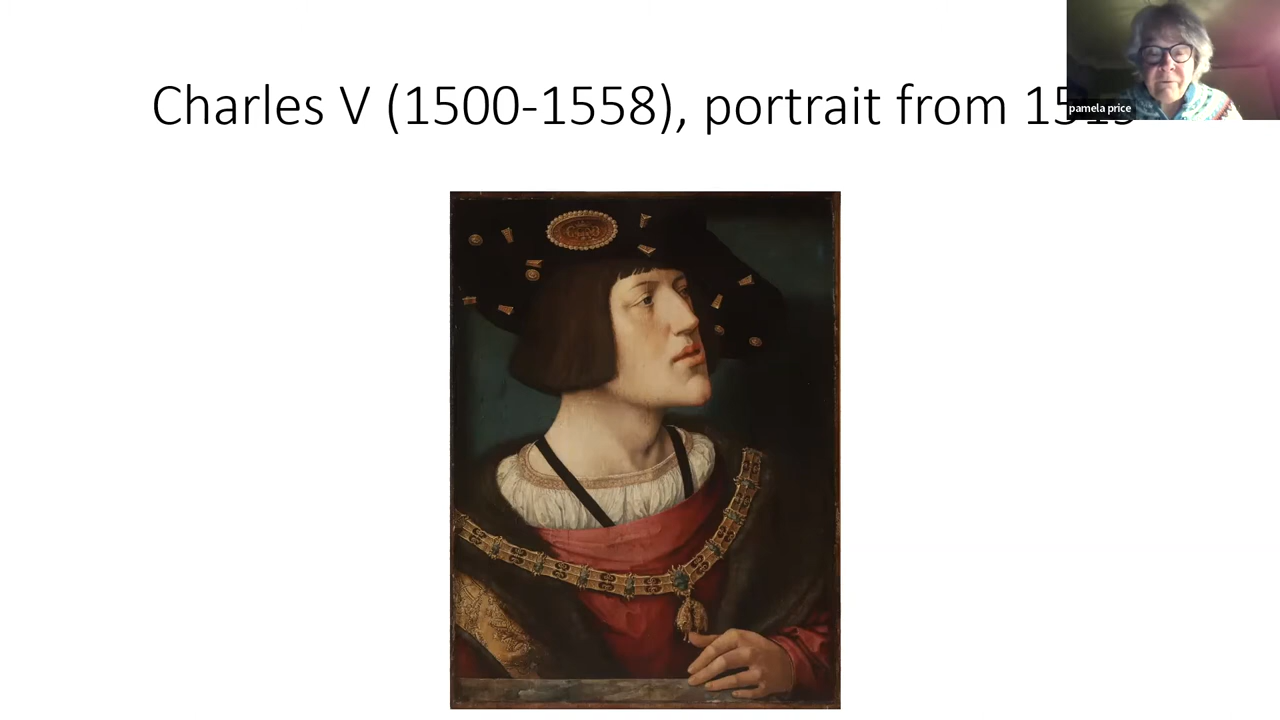 Charles V (1500-1558), portrait from
pamela price